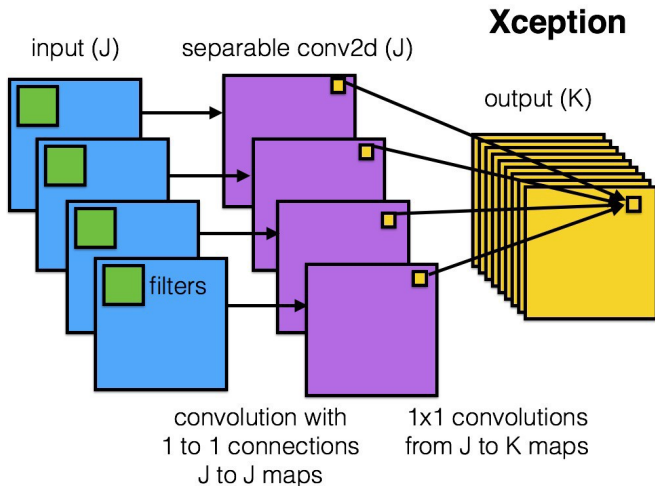 Xception
input (J)
separable conv2d (J)
output (K)
filters
convolution with
1 to 1 connections
J to J maps
1x1 convolutions
from J to K maps